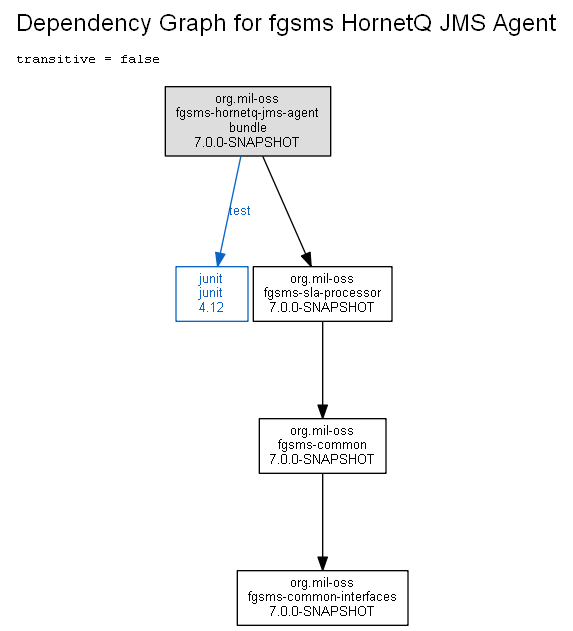 Dependency Graph for fgsms HornetQ JMS Agent
transitive = false
org.mil-oss
fgsms-hornetq-jms-agent
bundle
7.0.0-SNAPSHOT
test
junit
junit
4.12
org.mil-oss
fgsms-sla-processor
7.0.0-SNAPSHOT
org.mil-oss
fgsms-common
7.0.0-SNAPSHOT
org.mil-oss
fgsms-common-interfaces
7.0.0-SNAPSHOT